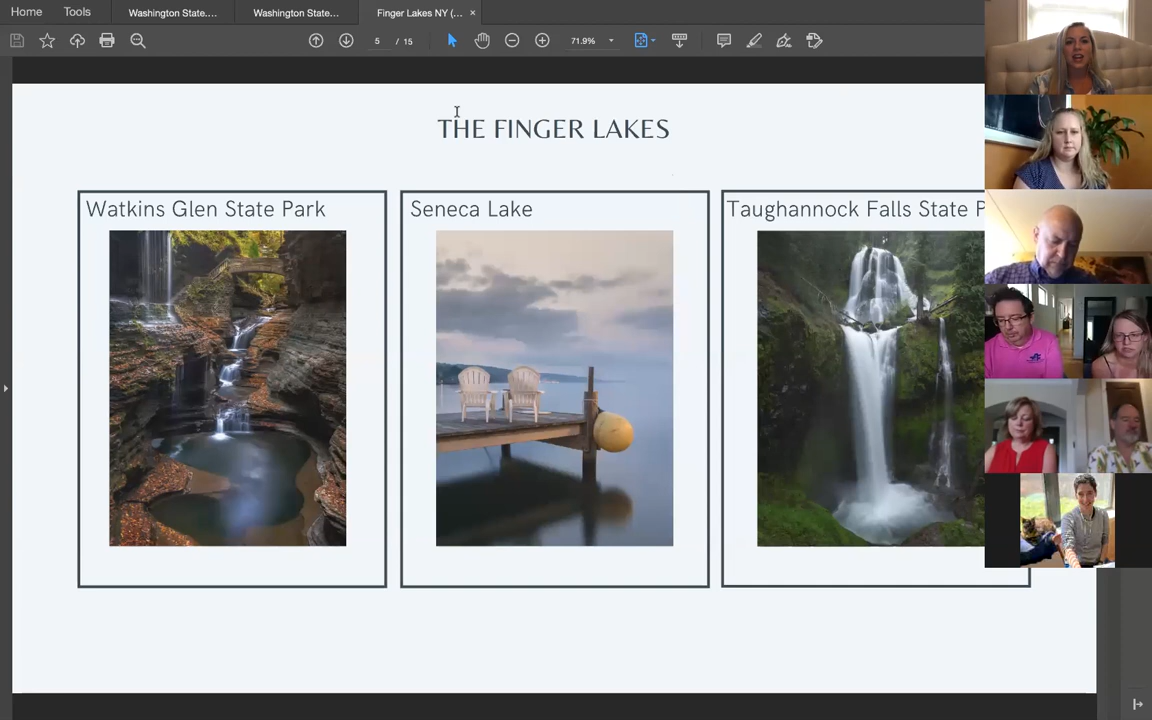 Home
Tools
Washington State....
Washington State...
Finger Lakes NY (...
5 / 15
71.9%
THE FINGER LAKES
Watkins Glen State Park
Seneca Lake
Taughannock Falls State P